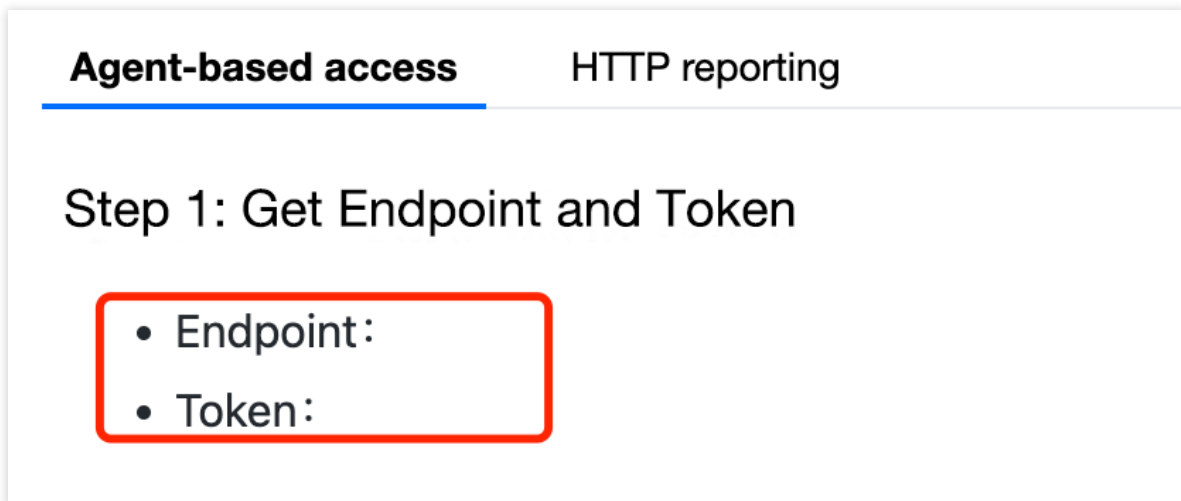 Agent-based access HTTP reporting
Step 1: Get Endpoint and Token
• Endpoint:
• Token: